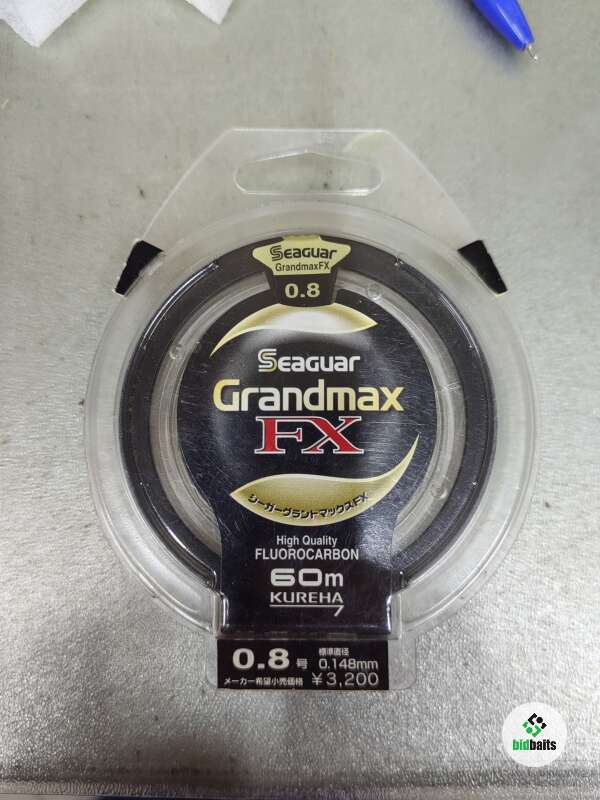 Seaguar
GrandmaxFX
0.8
Seaguar
Grandmax
FX
シーガーグランドマックスFX
High Quality
FLUOROCARBON
60m
KUREHA
0.8 号 標準直径 0.148mm
メーカー希望小売価格 ¥3,200
bidbaits